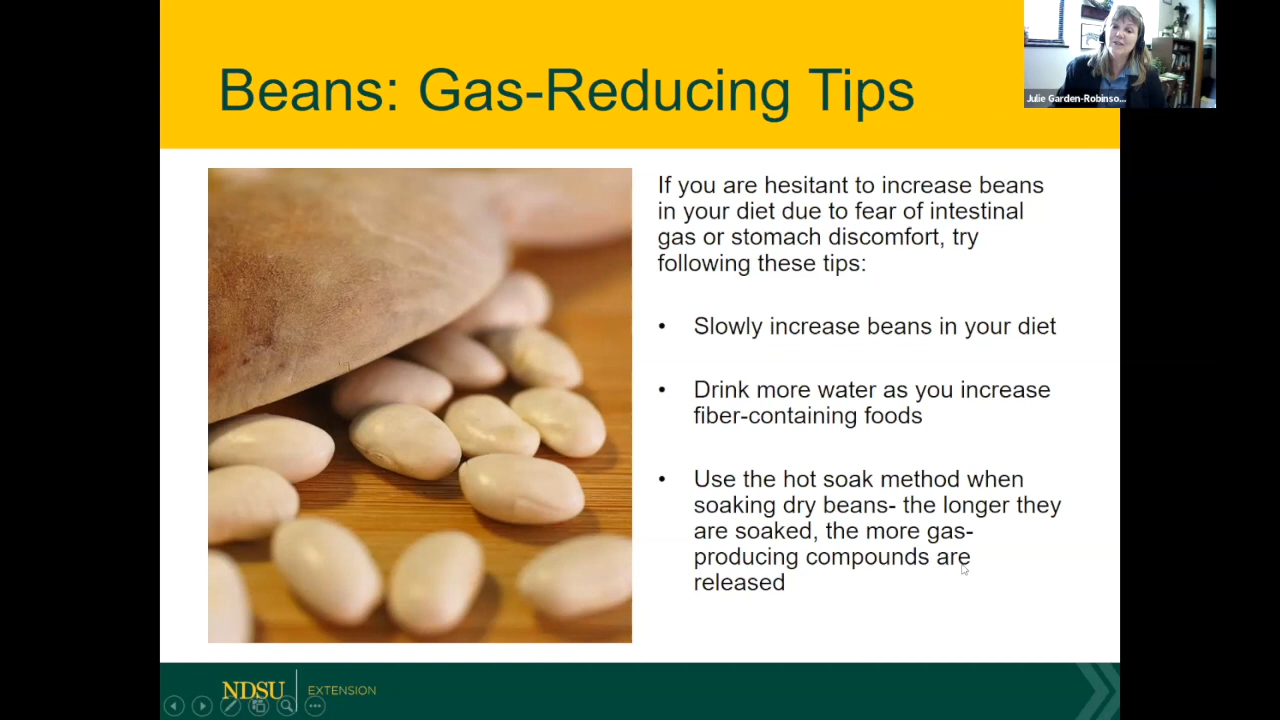 Beans: Gas-Reducing Tips
Julie Garden-Robinso...
If you are hesitant to increase beans
in your diet due to fear of intestinal
gas or stomach discomfort, try
following these tips:
• Slowly increase beans in your diet
• Drink more water as you increase
fiber-containing foods
• Use the hot soak method when
soaking dry beans- the longer they
are soaked, the more gas-
producing compounds are
released
NDSU EXTENSION